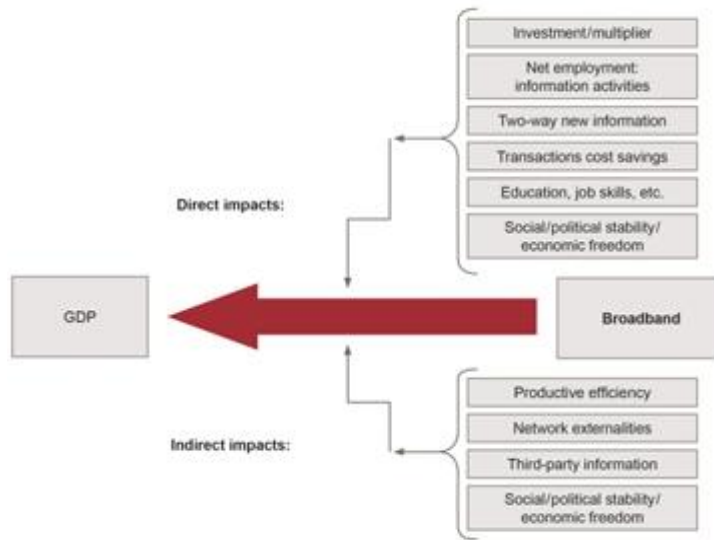 Investment/multiplier
Net employment:
information activities
Two-way new information
Transactions cost savings
Education, job skills, etc.
Social/political stability/
economic freedom
Direct impacts:
GDP
Broadband
Productive efficiency
Network externalities
Indirect impacts:
Third-party information
Social/political stability/
economic freedom